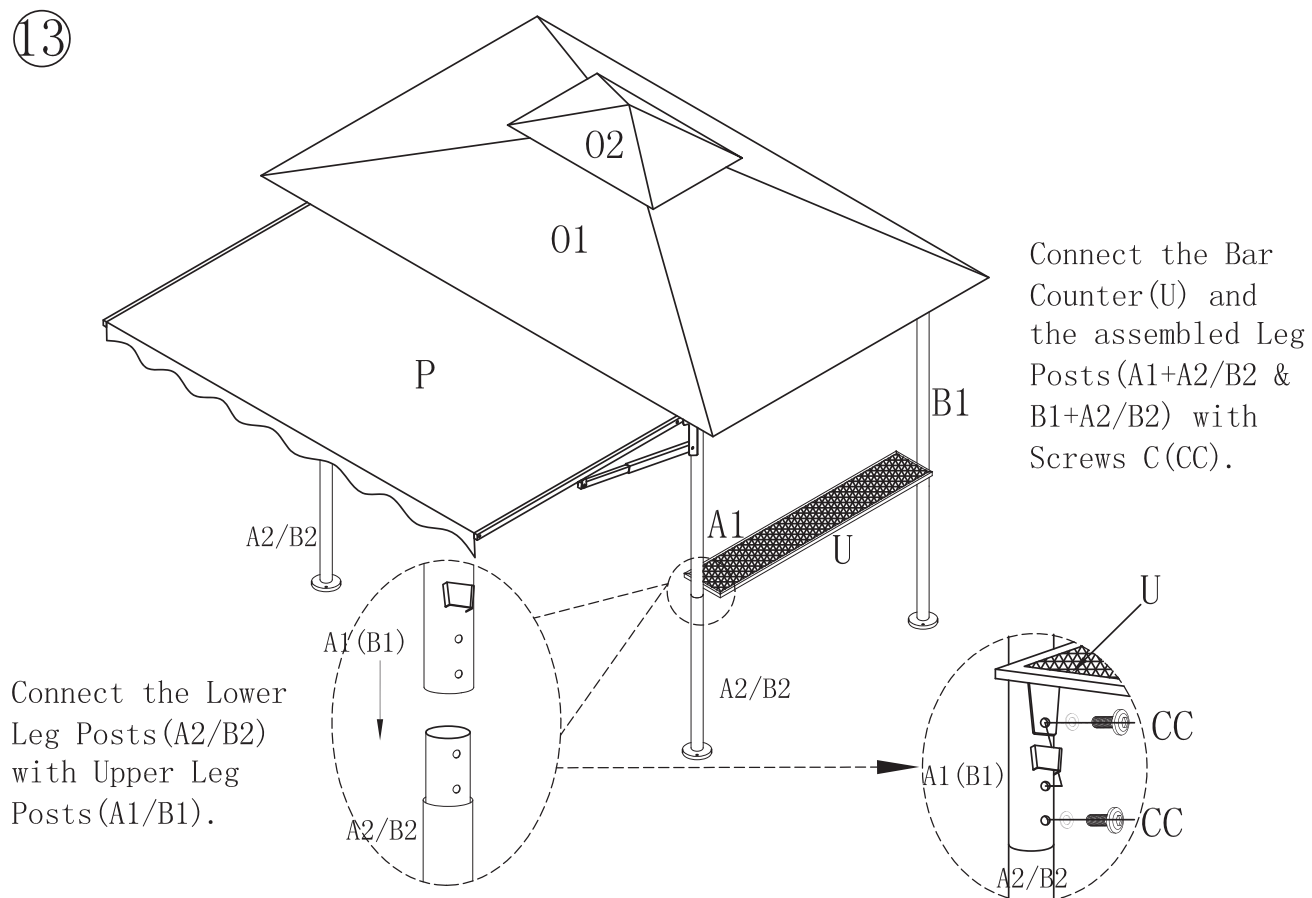 13
O2
O1
P
Connect the Bar
Counter(U) and
the assembled Leg
Posts(A1+A2/B2 &
B1+A2/B2) with
Screws C(CC).
B1
A1
U
A2/B2
A1(B1)
A2/B2
Connect the Lower
Leg Posts(A2/B2)
with Upper Leg
Posts(A1/B1).
A2/B2
U
CC
A1(B1)
CC
A2/B2